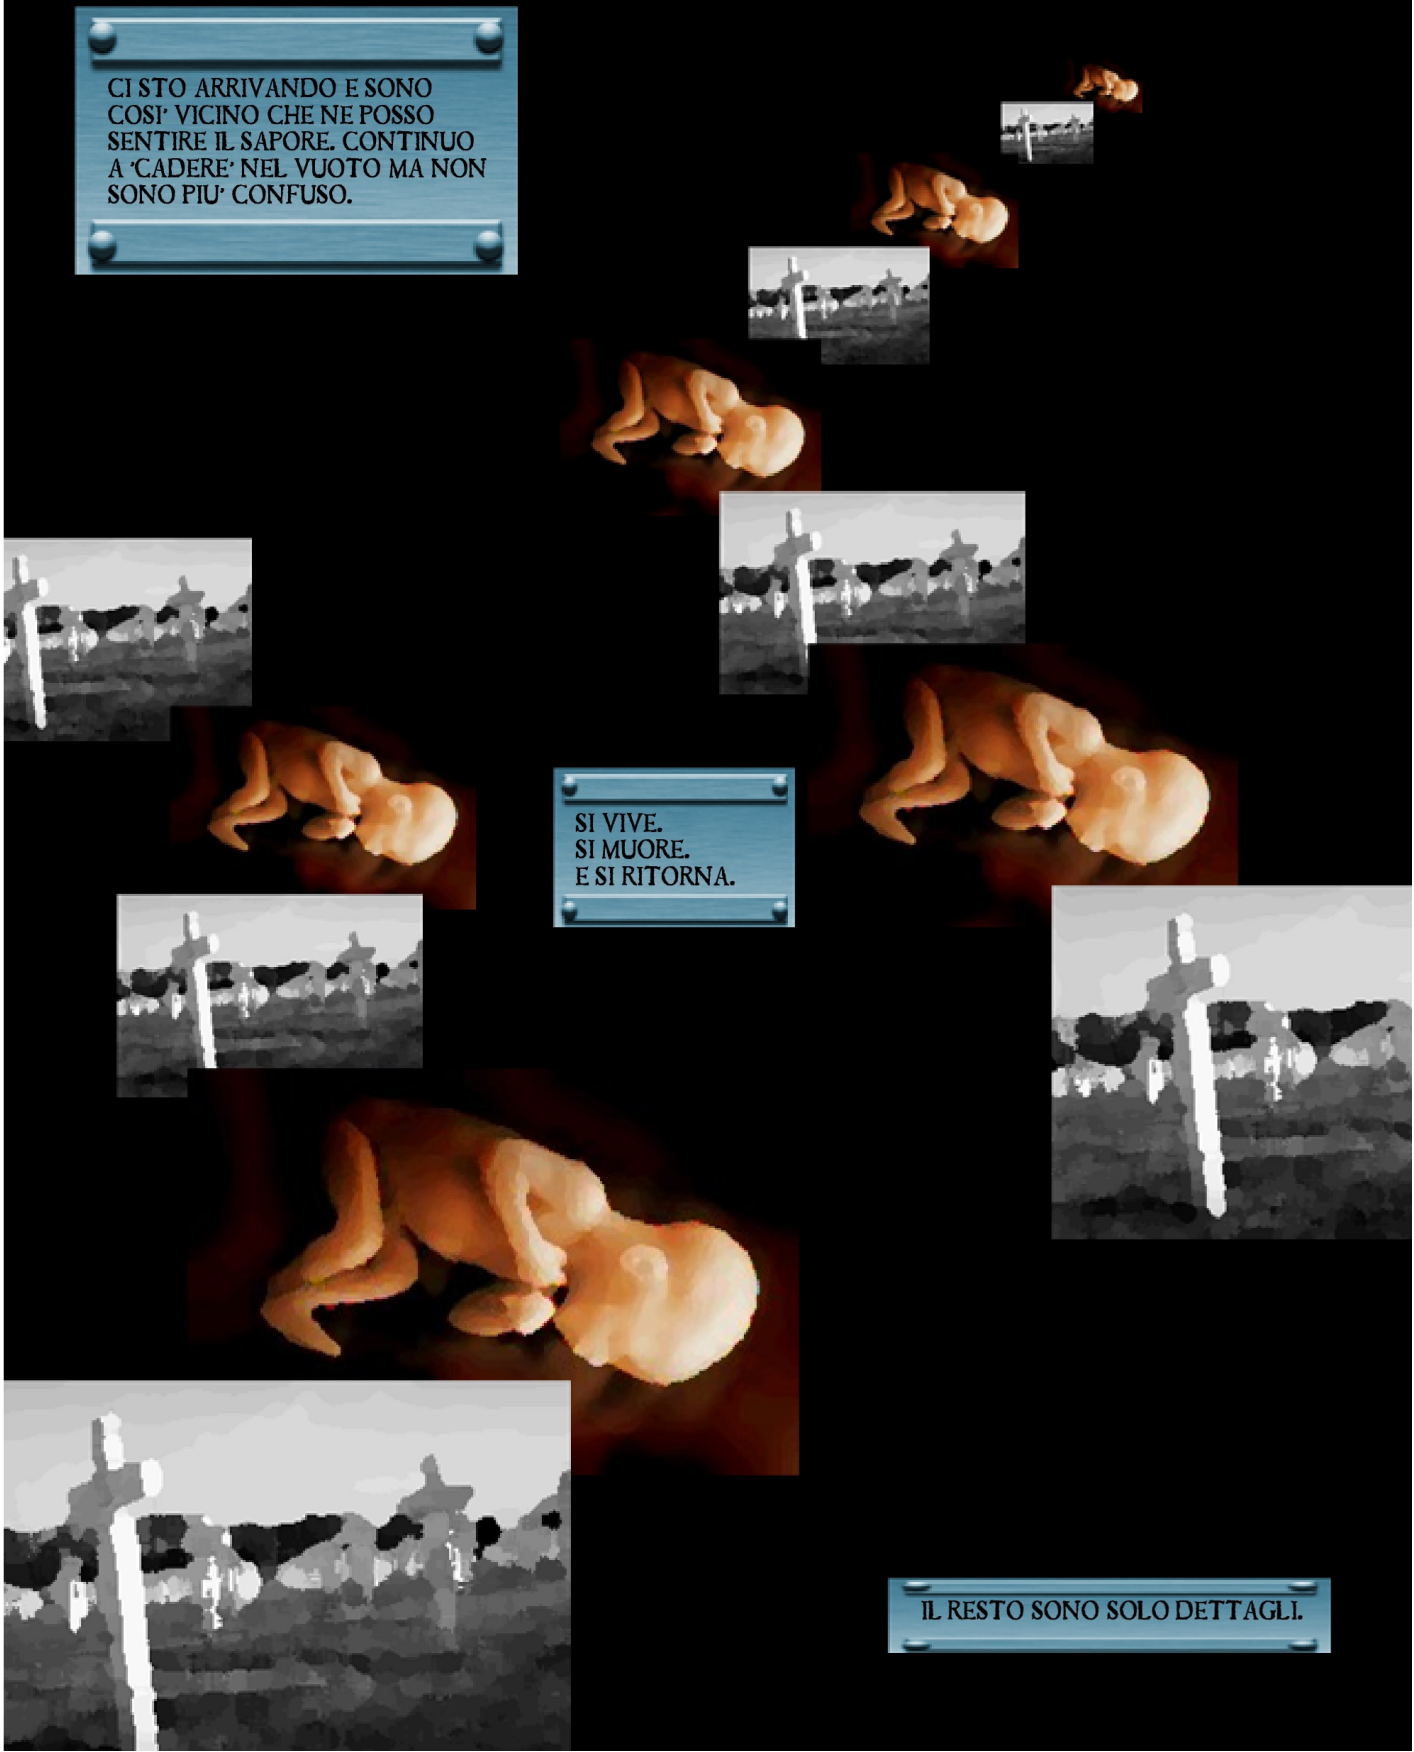 CI STO ARRIVANDO E SONO
COSI' VICINO CHE NE POSSO
SENTIRE IL SAPORE. CONTINUO
A 'CADERE' NEL VUOTO MA NON
SONO PIU' CONFUSO.
SI VIVE.
SI MUORE.
E SI RITORNA.
IL RESTO SONO SOLO DETTAGLI.